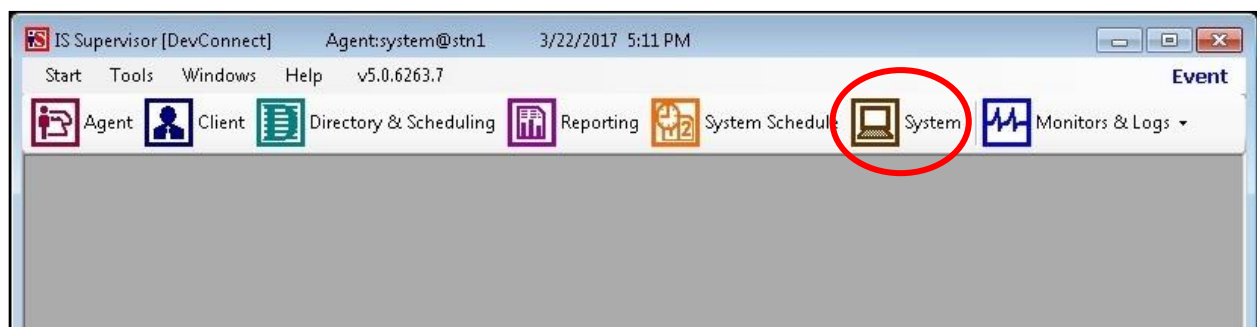 IS Supervisor [DevConnect] Agent:system@stn1 3/22/2017 5:11 PM
Start Tools Windows Help v5.0.6263.7 Event
Agent Client Directory & Scheduling Reporting System Schedule System Monitors & Logs